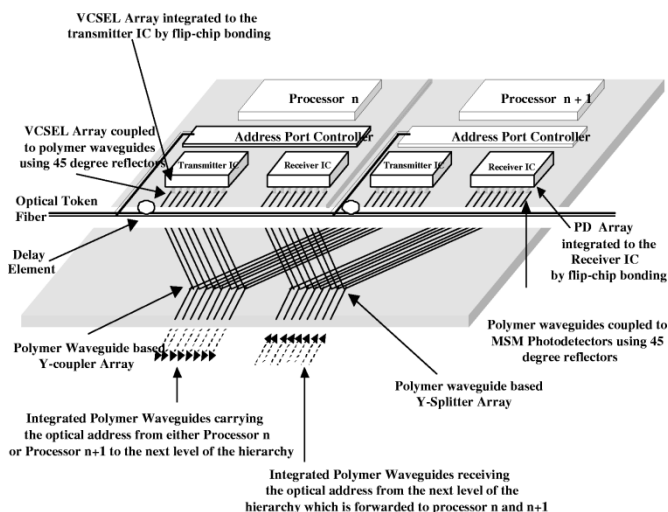 VCSEL Array integrated to the
transmitter IC by flip-chip bonding
Processor n
Processor n + 1
VCSEL Array coupled
to polymer waveguides
using 45 degree reflectors
Address Port Controller
Address Port Controller
Transmitter IC
Receiver IC
Transmitter IC
Receiver IC
Optical Token
Fiber
Delay
Element
PD Array
integrated to the
Receiver IC
by flip-chip bonding
Polymer waveguides coupled to
MSM Photodetectors using 45
degree reflectors
Polymer Waveguide based
Y-coupler Array
Polymer waveguide based
Y-Splitter Array
Integrated Polymer Waveguides carrying
the optical address from either Processor n
or Processor n+1 to the next level of the hierarchy
Integrated Polymer Waveguides receiving
the optical address from the next level of the
hierarchy which is forwarded to processor n and n+1